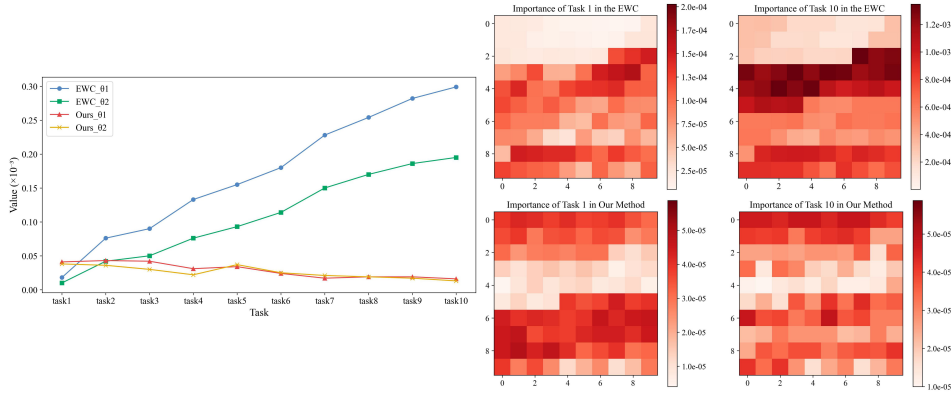 EWC_θ1
EWC_θ2
Ours_θ1
Ours_θ2
Value (×10⁻³)
0.30
0.25
0.20
0.15
0.10
0.05
0.00
task1 task2 task3 task4 task5 task6 task7 task8 task9 task10
Task
Importance of Task 1 in the EWC
0
2
4
6
8
0 2 4 6 8
2.0e-04
1.7e-04
1.5e-04
1.2e-04
1.0e-04
7.5e-05
5.0e-05
2.5e-05
Importance of Task 10 in the EWC
0
2
4
6
8
0 2 4 6 8
1.2e-03
1.0e-03
8.0e-04
6.0e-04
4.0e-04
2.0e-04
Importance of Task 1 in Our Method
0
2
4
6
8
0 2 4 6 8
5.0e-05
4.0e-05
3.0e-05
2.0e-05
1.0e-05
Importance of Task 10 in Our Method
0
2
4
6
8
0 2 4 6 8
5.0e-05
4.0e-05
3.0e-05
2.0e-05
1.0e-05